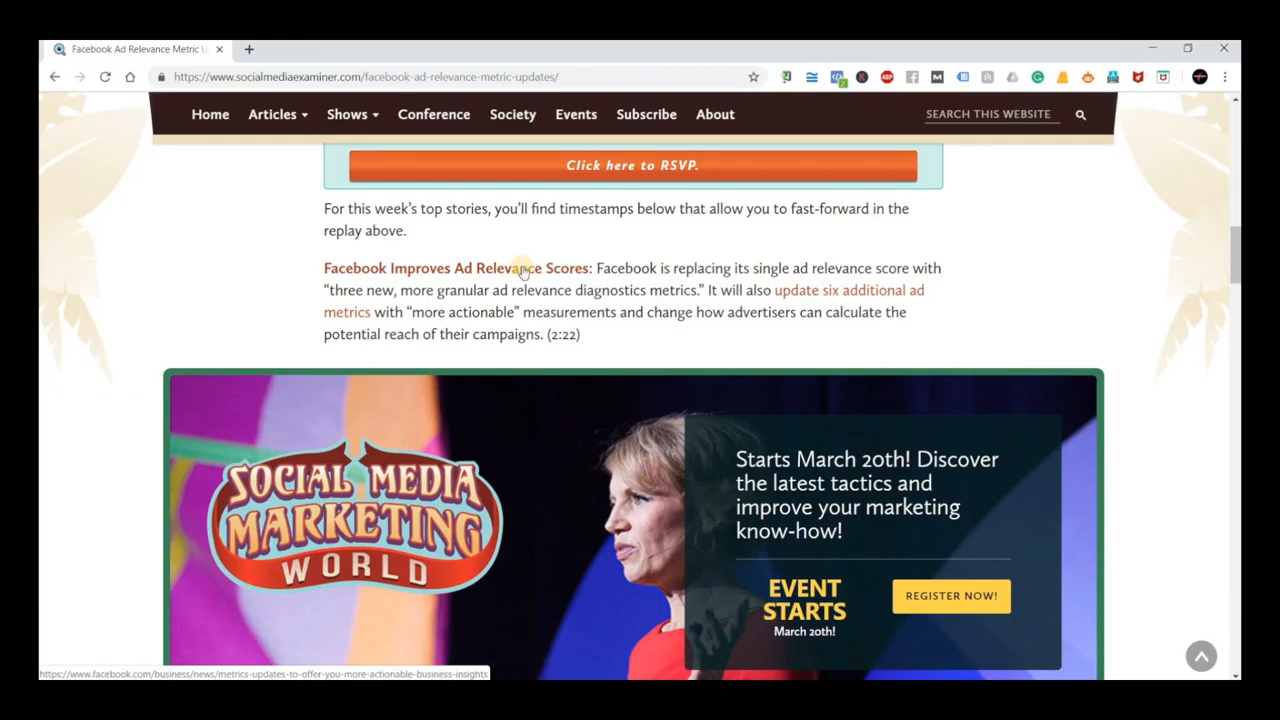 Facebook Ad Relevance Metric U
https://www.socialmediaexaminer.com/facebook-ad-relevance-metric-updates/
Home Articles Shows Conference Society Events Subscribe About SEARCH THIS WEBSITE
Click here to RSVP.
For this week's top stories, you'll find timestamps below that allow you to fast-forward in the
replay above.
Facebook Improves Ad Relevance Scores: Facebook is replacing its single ad relevance score with
“three new, more granular ad relevance diagnostics metrics.” It will also update six additional ad
metrics with “more actionable” measurements and change how advertisers can calculate the
potential reach of their campaigns. (2:22)
SOCIAL MEDIA
MARKETING
WORLD
Starts March 20th! Discover
the latest tactics and
improve your marketing
know-how!
EVENT
STARTS
March 20th!
REGISTER NOW!
https://www.facebook.com/business/news/metrics-updates-to-offer-you-more-actionable-business-insights